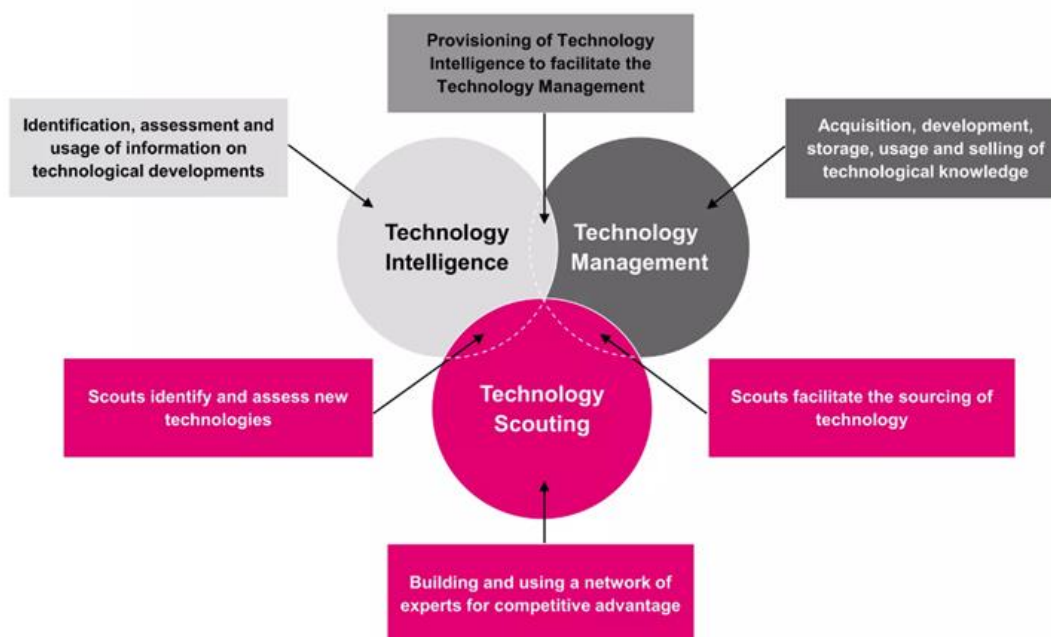 Provisioning of Technology
Intelligence to facilitate the
Technology Management
Identification, assessment and
usage of information on
technological developments
Acquisition, development,
storage, usage and selling of
technological knowledge
Technology
Intelligence
Technology
Management
Scouts identify and assess new
technologies
Technology
Scouting
Scouts facilitate the sourcing of
technology
Building and using a network of
experts for competitive advantage